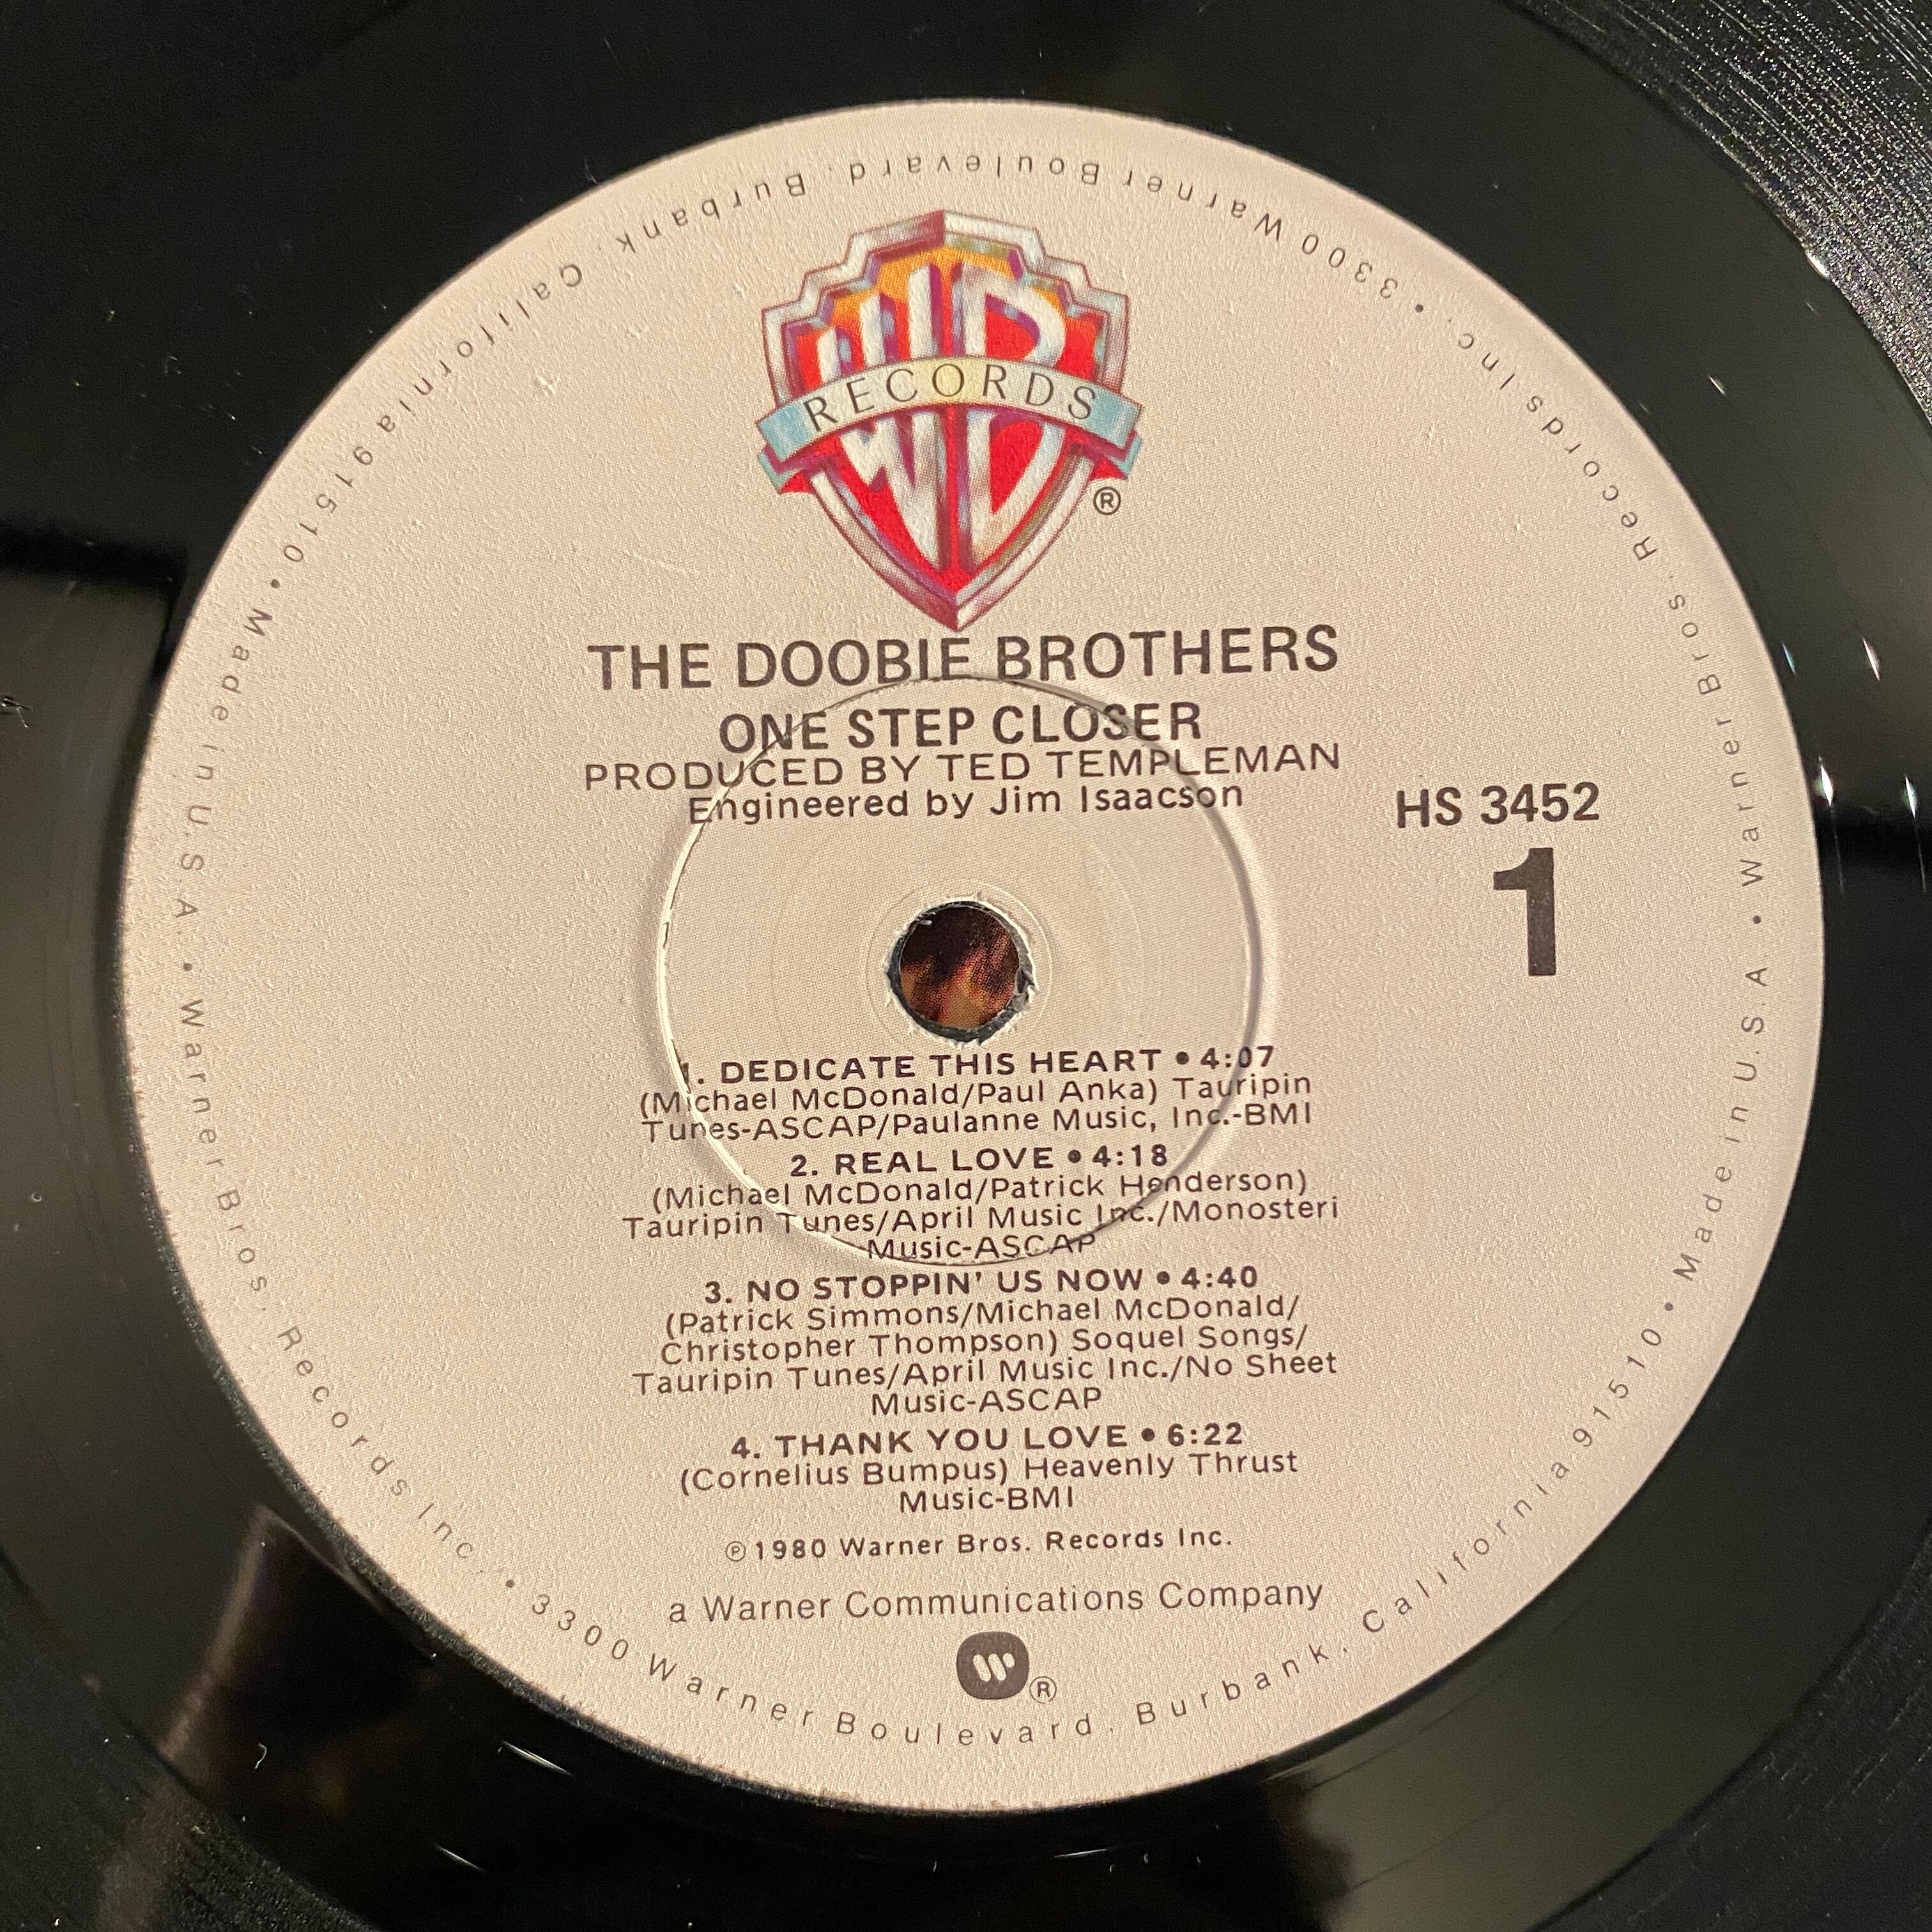 WB
RECORDS
®
THE DOOBIE BROTHERS
ONE STEP CLOSER
PRODUCED BY TED TEMPLEMAN
Engineered by Jim Isaacson
HS 3452
1
1. DEDICATE THIS HEART • 4:07
(Michael McDonald/Paul Anka) Tauripin
Tunes-ASCAP/Paulanne Music, Inc.-BMI
2. REAL LOVE • 4:18
(Michael McDonald/Patrick Henderson)
Tauripin Tunes/April Music Inc./Monosteri
Music-ASCAP
3. NO STOPPIN' US NOW • 4:40
(Patrick Simmons/Michael McDonald/
Christopher Thompson) Soquel Songs/
Tauripin Tunes/April Music Inc./No Sheet
Music-ASCAP
4. THANK YOU LOVE • 6:22
(Cornelius Bumpus) Heavenly Thrust
Music-BMI
℗1980 Warner Bros. Records Inc.
a Warner Communications Company
W ®
• Warner Bros. Records Inc. • 3300 Warner Boulevard. Burbank. California 91510 • Made in U.S.A. • Warner Bros. Records Inc. • 3300 Warner Boulevard. Burbank. California 91510 • Made in U.S.A.